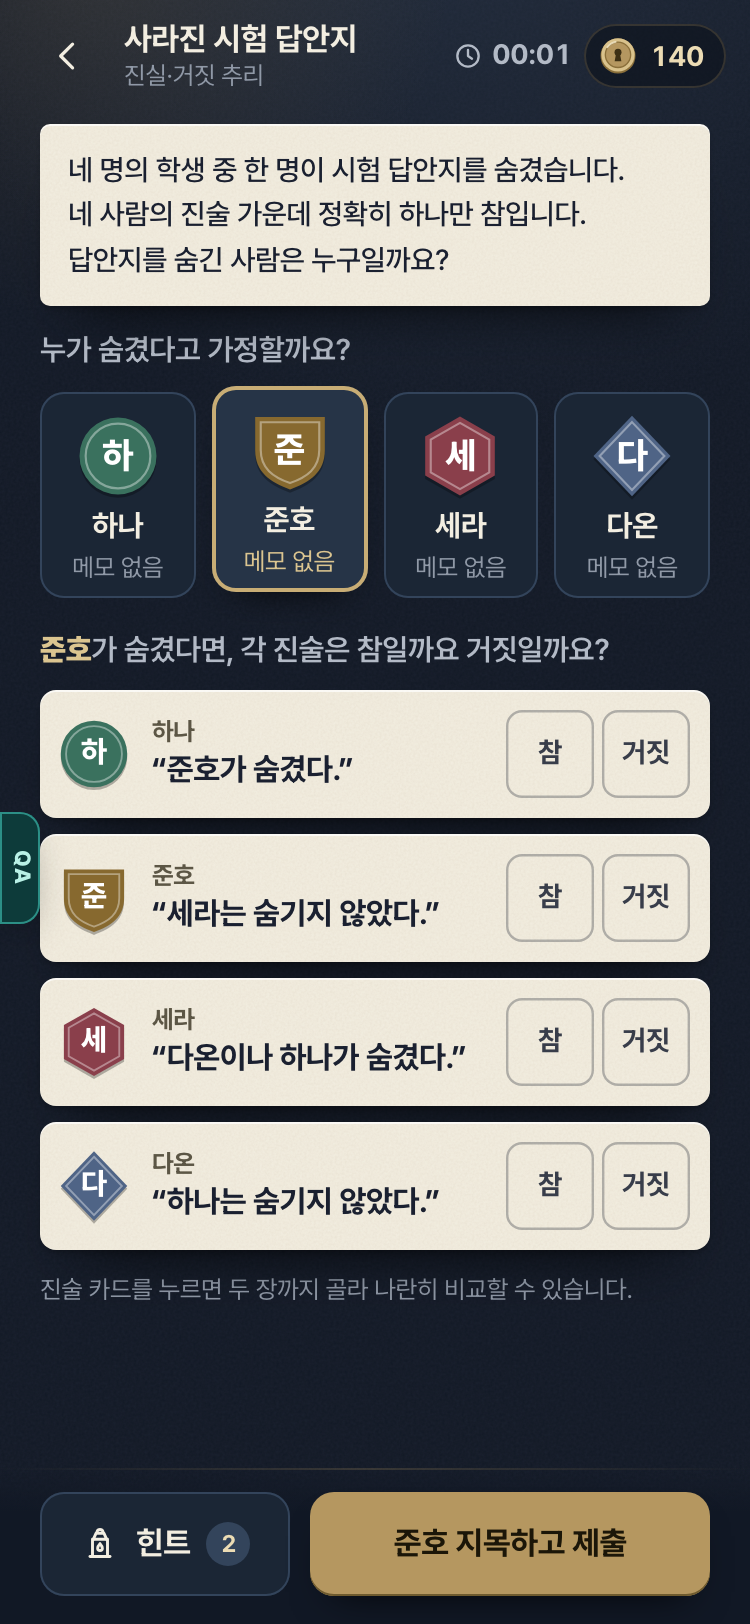 사라진 시험 답안지
진실·거짓 추리
00:01
140
네 명의 학생 중 한 명이 시험 답안지를 숨겼습니다.
네 사람의 진술 가운데 정확히 하나만 참입니다.
답안지를 숨긴 사람은 누구일까요?
누가 숨겼다고 가정할까요?
하
하나
메모 없음
준
준호
메모 없음
세
세라
메모 없음
다
다온
메모 없음
준호가 숨겼다면, 각 진술은 참일까요 거짓일까요?
하
하나
“준호가 숨겼다.”
참
거짓
QA
준
준호
“세라는 숨기지 않았다.”
참
거짓
세
세라
“다온이나 하나가 숨겼다.”
참
거짓
다
다온
“하나는 숨기지 않았다.”
참
거짓
진술 카드를 누르면 두 장까지 골라 나란히 비교할 수 있습니다.
힌트 2
준호 지목하고 제출